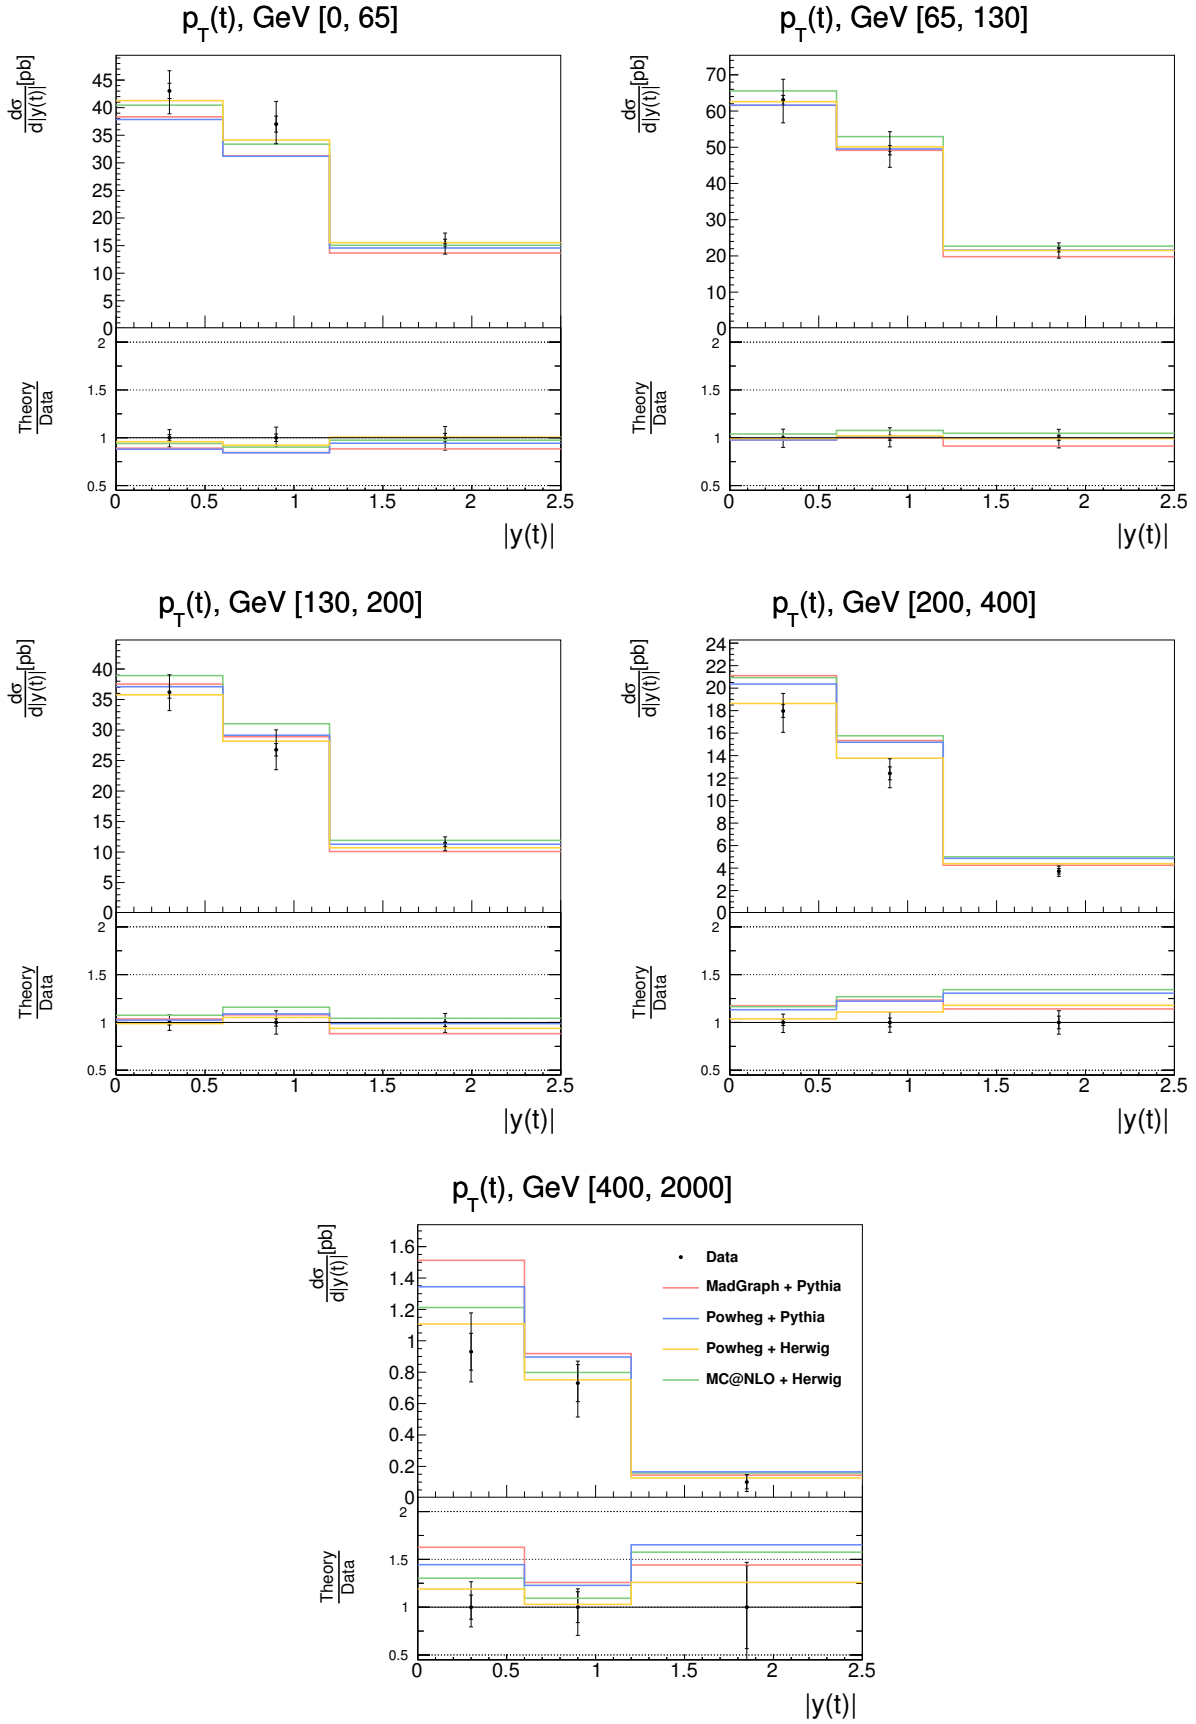 p_T(t), GeV [0, 65]
dσ/d|y(t)| [pb]
45
40
35
30
25
20
15
10
5
0
Theory/Data
2
1.5
1
0.5
0 0.5 1 1.5 2 2.5
|y(t)|
p_T(t), GeV [65, 130]
dσ/d|y(t)| [pb]
70
60
50
40
30
20
10
0
Theory/Data
2
1.5
1
0.5
0 0.5 1 1.5 2 2.5
|y(t)|
p_T(t), GeV [130, 200]
dσ/d|y(t)| [pb]
40
35
30
25
20
15
10
5
0
Theory/Data
2
1.5
1
0.5
0 0.5 1 1.5 2 2.5
|y(t)|
p_T(t), GeV [200, 400]
dσ/d|y(t)| [pb]
24
22
20
18
16
14
12
10
8
6
4
2
0
Theory/Data
2
1.5
1
0.5
0 0.5 1 1.5 2 2.5
|y(t)|
p_T(t), GeV [400, 2000]
dσ/d|y(t)| [pb]
1.6
1.4
1.2
1
0.8
0.6
0.4
0.2
0
Data
MadGraph + Pythia
Powheg + Pythia
Powheg + Herwig
MC@NLO + Herwig
Theory/Data
2
1.5
1
0.5
0 0.5 1 1.5 2 2.5
|y(t)|